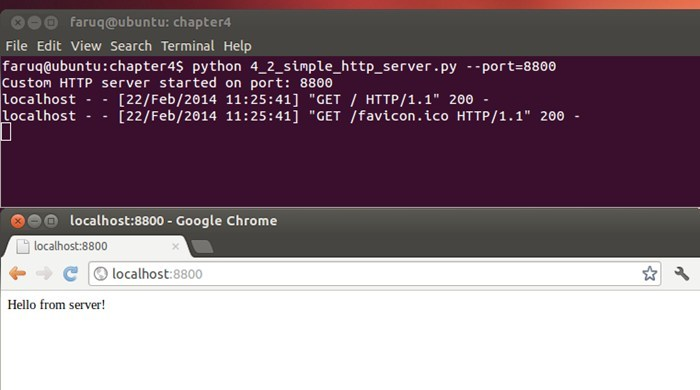 faruq@ubuntu: chapter4
File Edit View Search Terminal Help
faruq@ubuntu:chapter4$ python 4_2_simple_http_server.py --port=8800
Custom HTTP server started on port: 8800
localhost - - [22/Feb/2014 11:25:41] "GET / HTTP/1.1" 200 -
localhost - - [22/Feb/2014 11:25:41] "GET /favicon.ico HTTP/1.1" 200 -
localhost:8800 - Google Chrome
localhost:8800
localhost:8800
Hello from server!